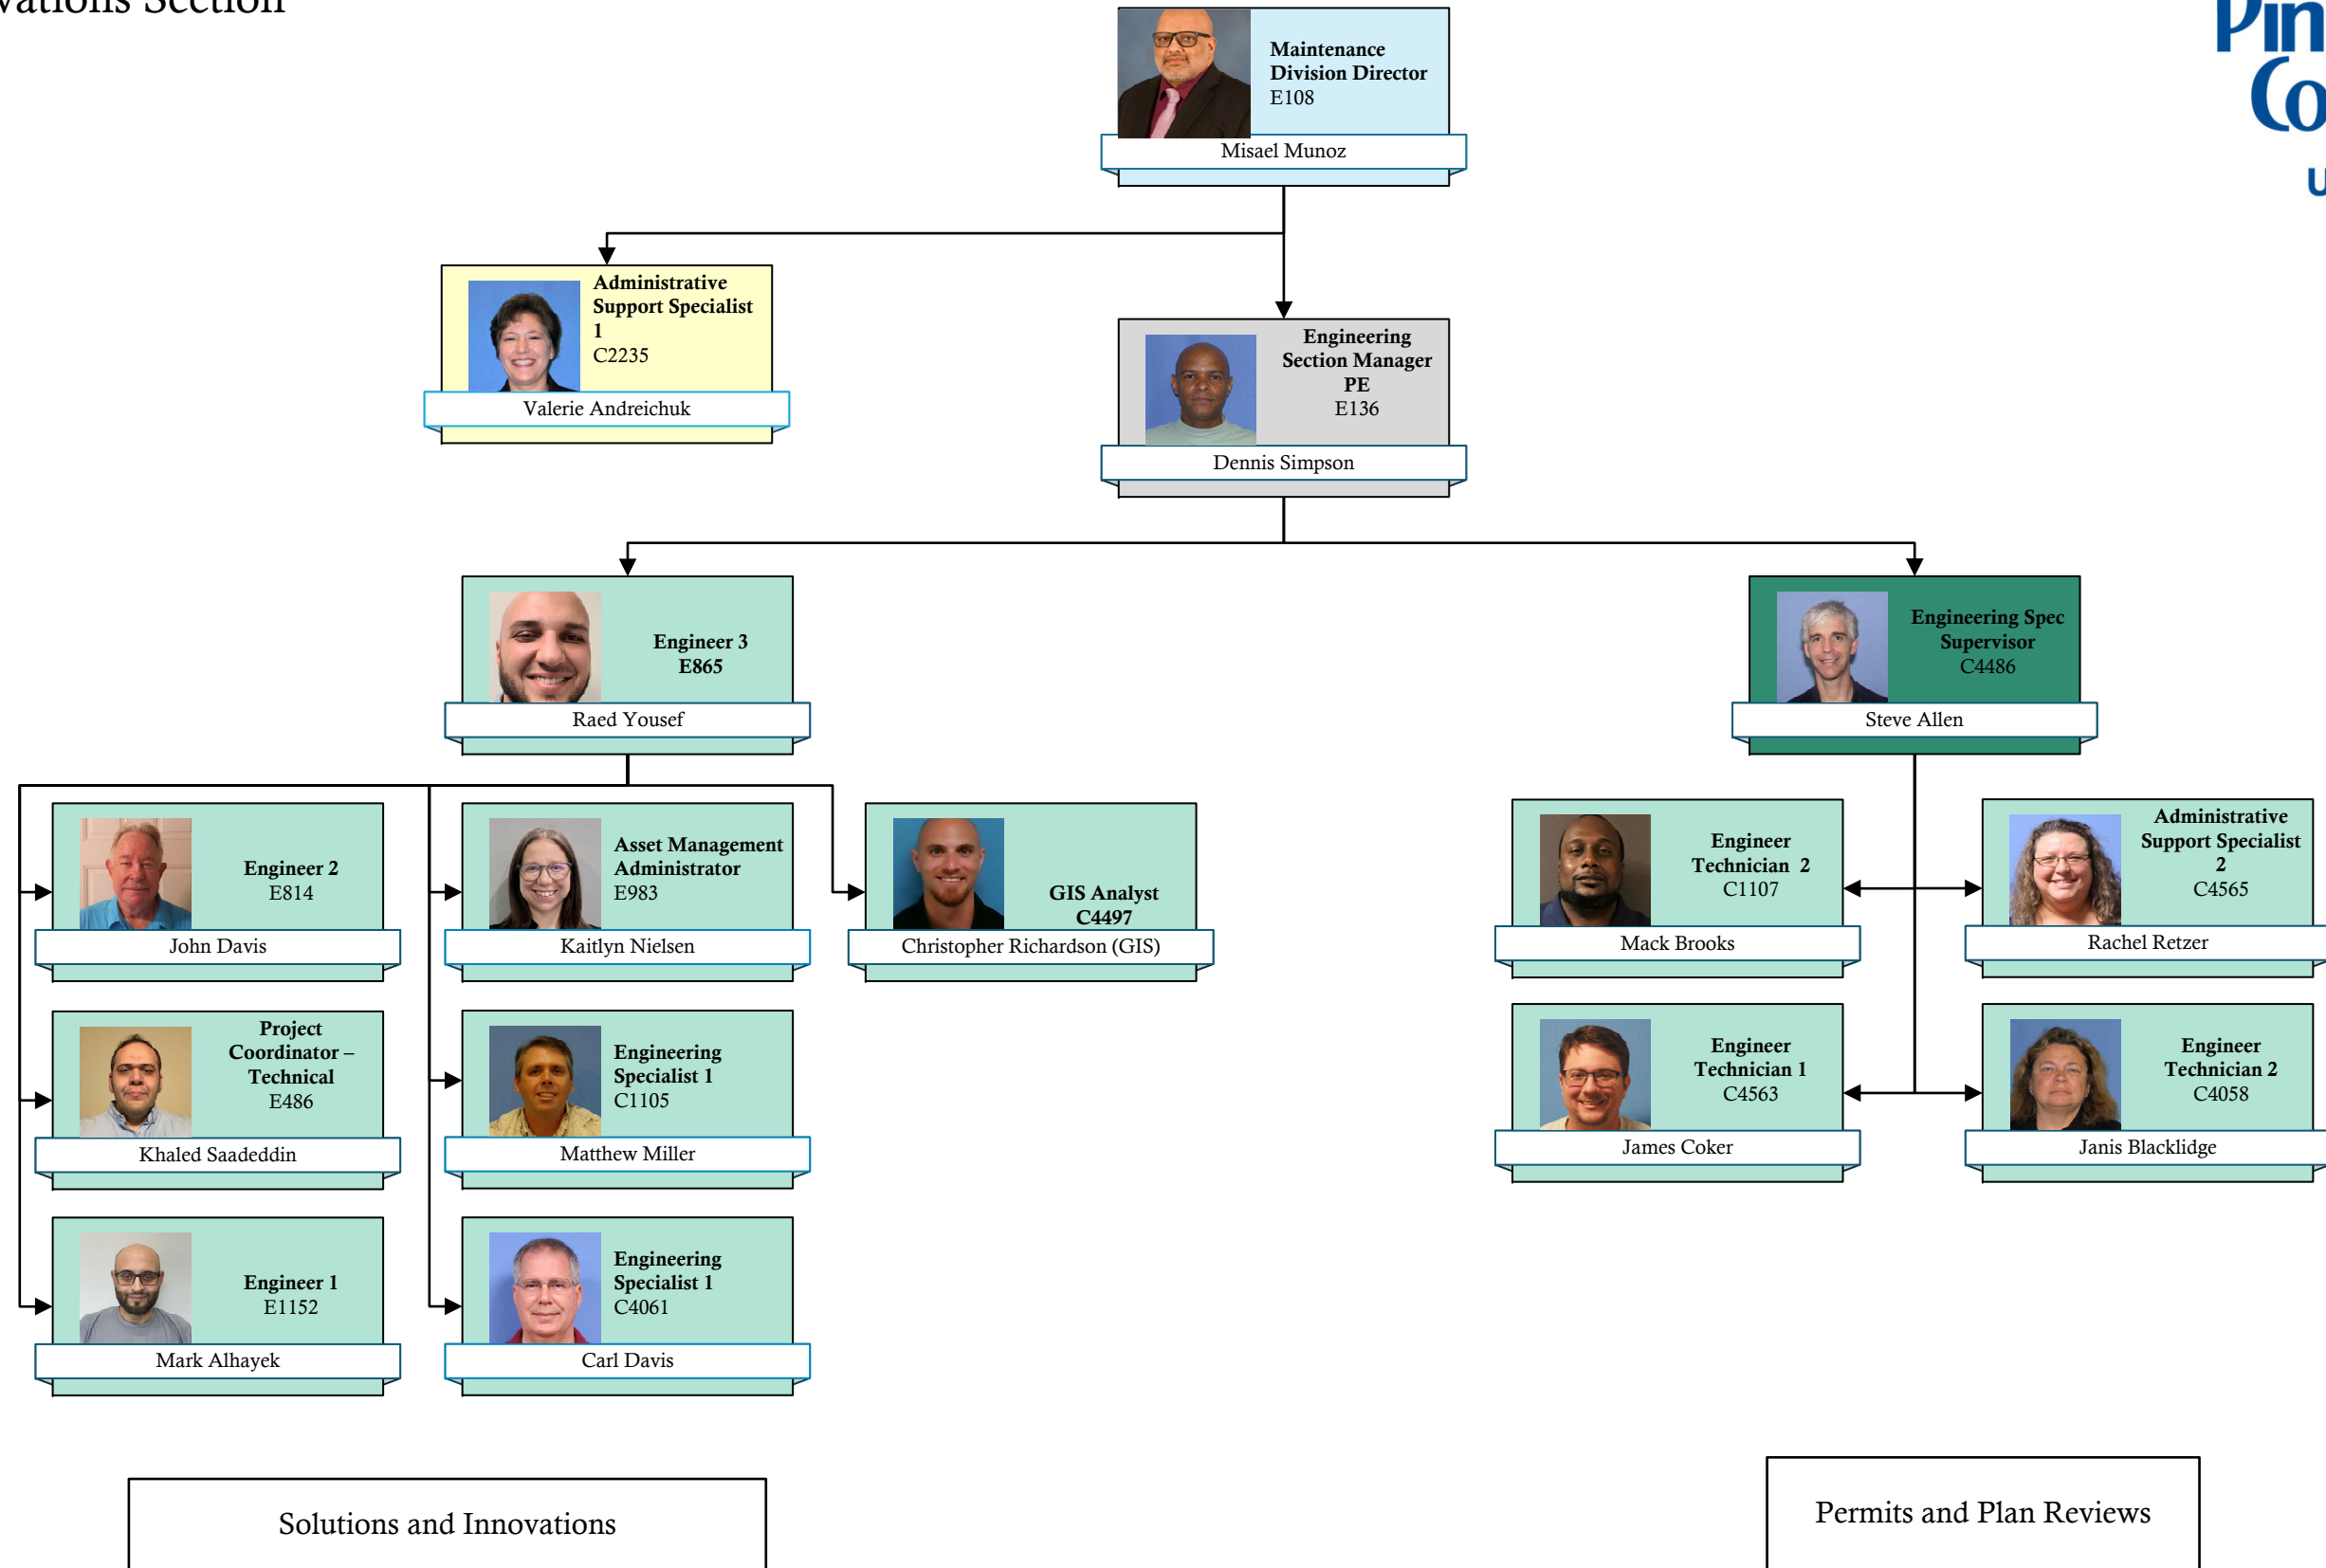 Section
Maintenance
Division Director
E108
Misael Munoz
Administrative
Support Specialist
1
C2235
Valerie Andreichuk
Engineering
Section Manager
PE
E136
Dennis Simpson
Engineer 3
E865
Raed Yousef
Engineering Spec
Supervisor
C4486
Steve Allen
Engineer 2
E814
John Davis
Asset Management
Administrator
E983
Kaitlyn Nielsen
GIS Analyst
C4497
Christopher Richardson (GIS)
Engineer
Technician 2
C1107
Mack Brooks
Administrative
Support Specialist
2
C4565
Rachel Retzer
Project
Coordinator –
Technical
E486
Khaled Saadeddin
Engineering
Specialist 1
C1105
Matthew Miller
Engineer
Technician 1
C4563
James Coker
Engineer
Technician 2
C4058
Janis Blacklidge
Engineer 1
E1152
Mark Alhayek
Engineering
Specialist 1
C4061
Carl Davis
Solutions and Innovations
Permits and Plan Reviews